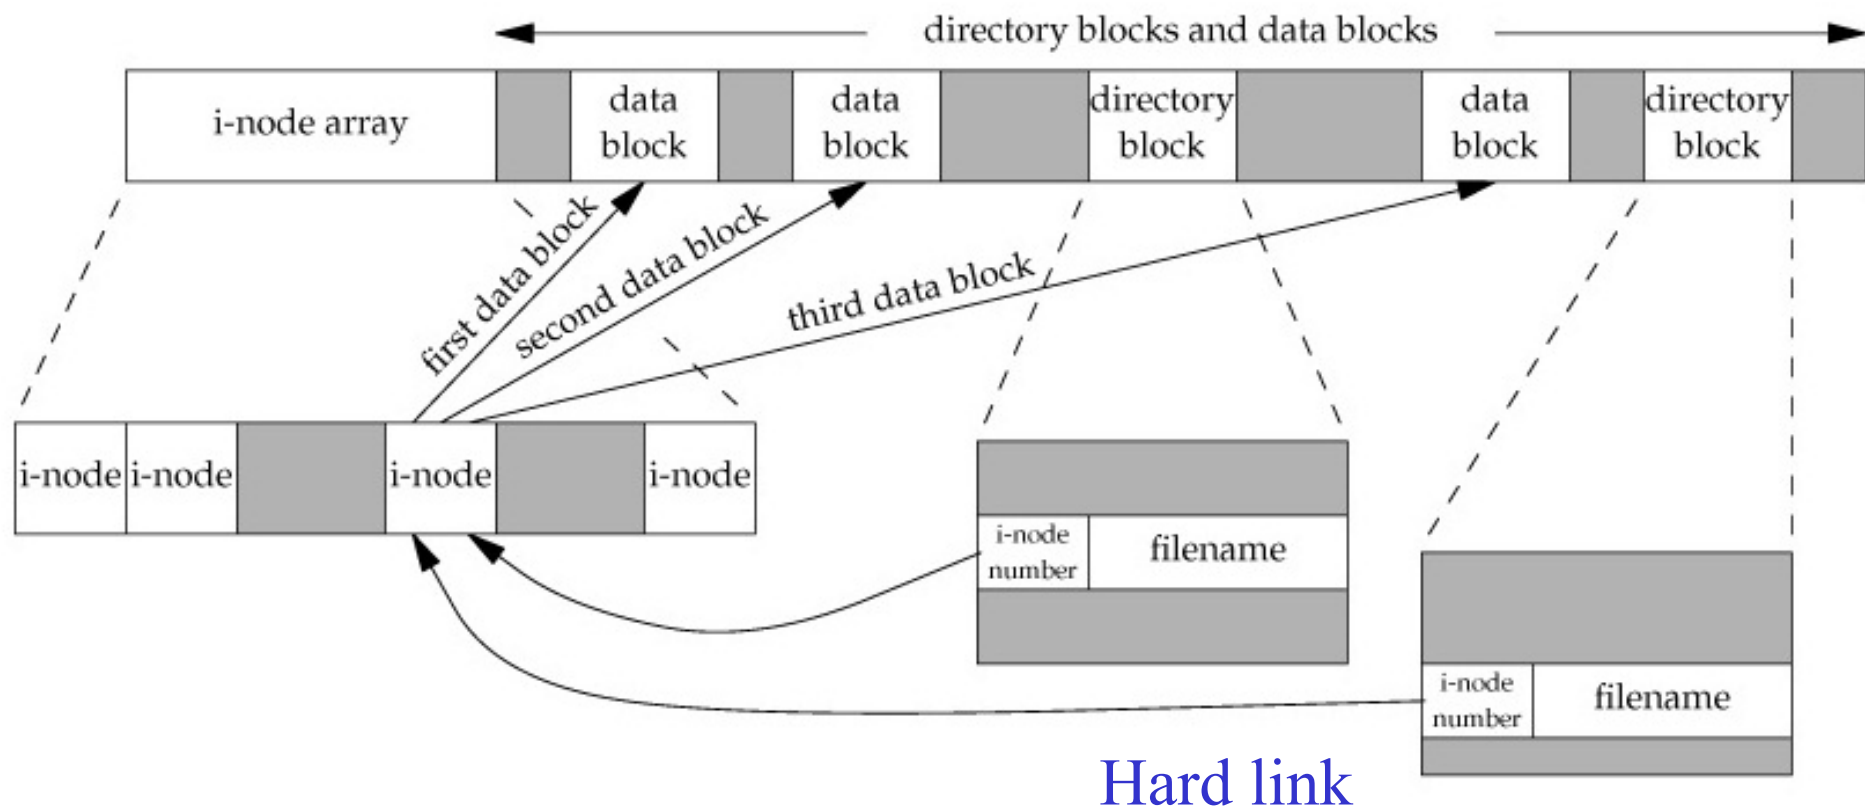 directory blocks and data blocks
i-node array
data
block
data
block
directory
block
data
block
directory
block
first data block
second data block
third data block
i-node
i-node
i-node
i-node
i-node
number
filename
i-node
number
filename
Hard link